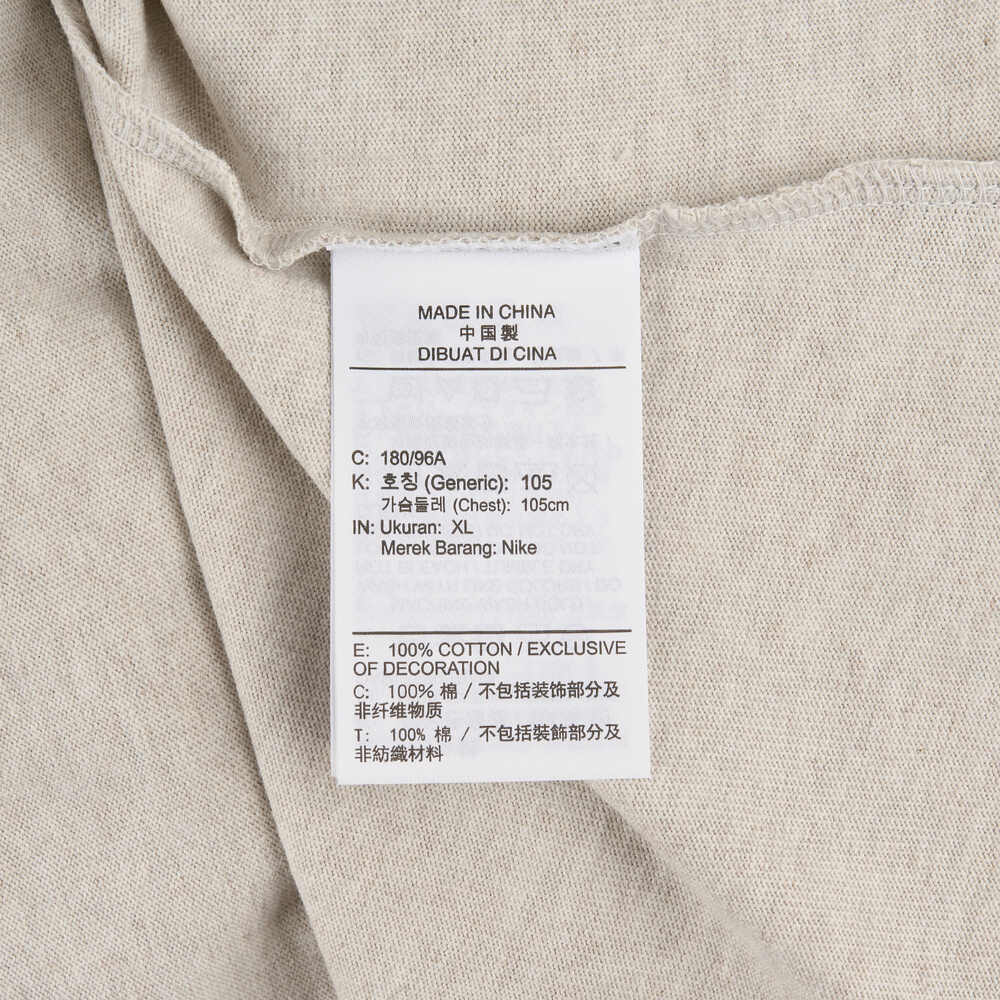 MADE IN CHINA
中国製
DIBUAT DI CINA
C: 180/96A
K: 호칭 (Generic): 105
가슴둘레 (Chest): 105cm
IN: Ukuran: XL
Merek Barang: Nike
E: 100% COTTON / EXCLUSIVE
OF DECORATION
C: 100% 棉 / 不包括装饰部分及
非纤维物质
T: 100% 棉 / 不包括裝飾部分及
非紡織材料